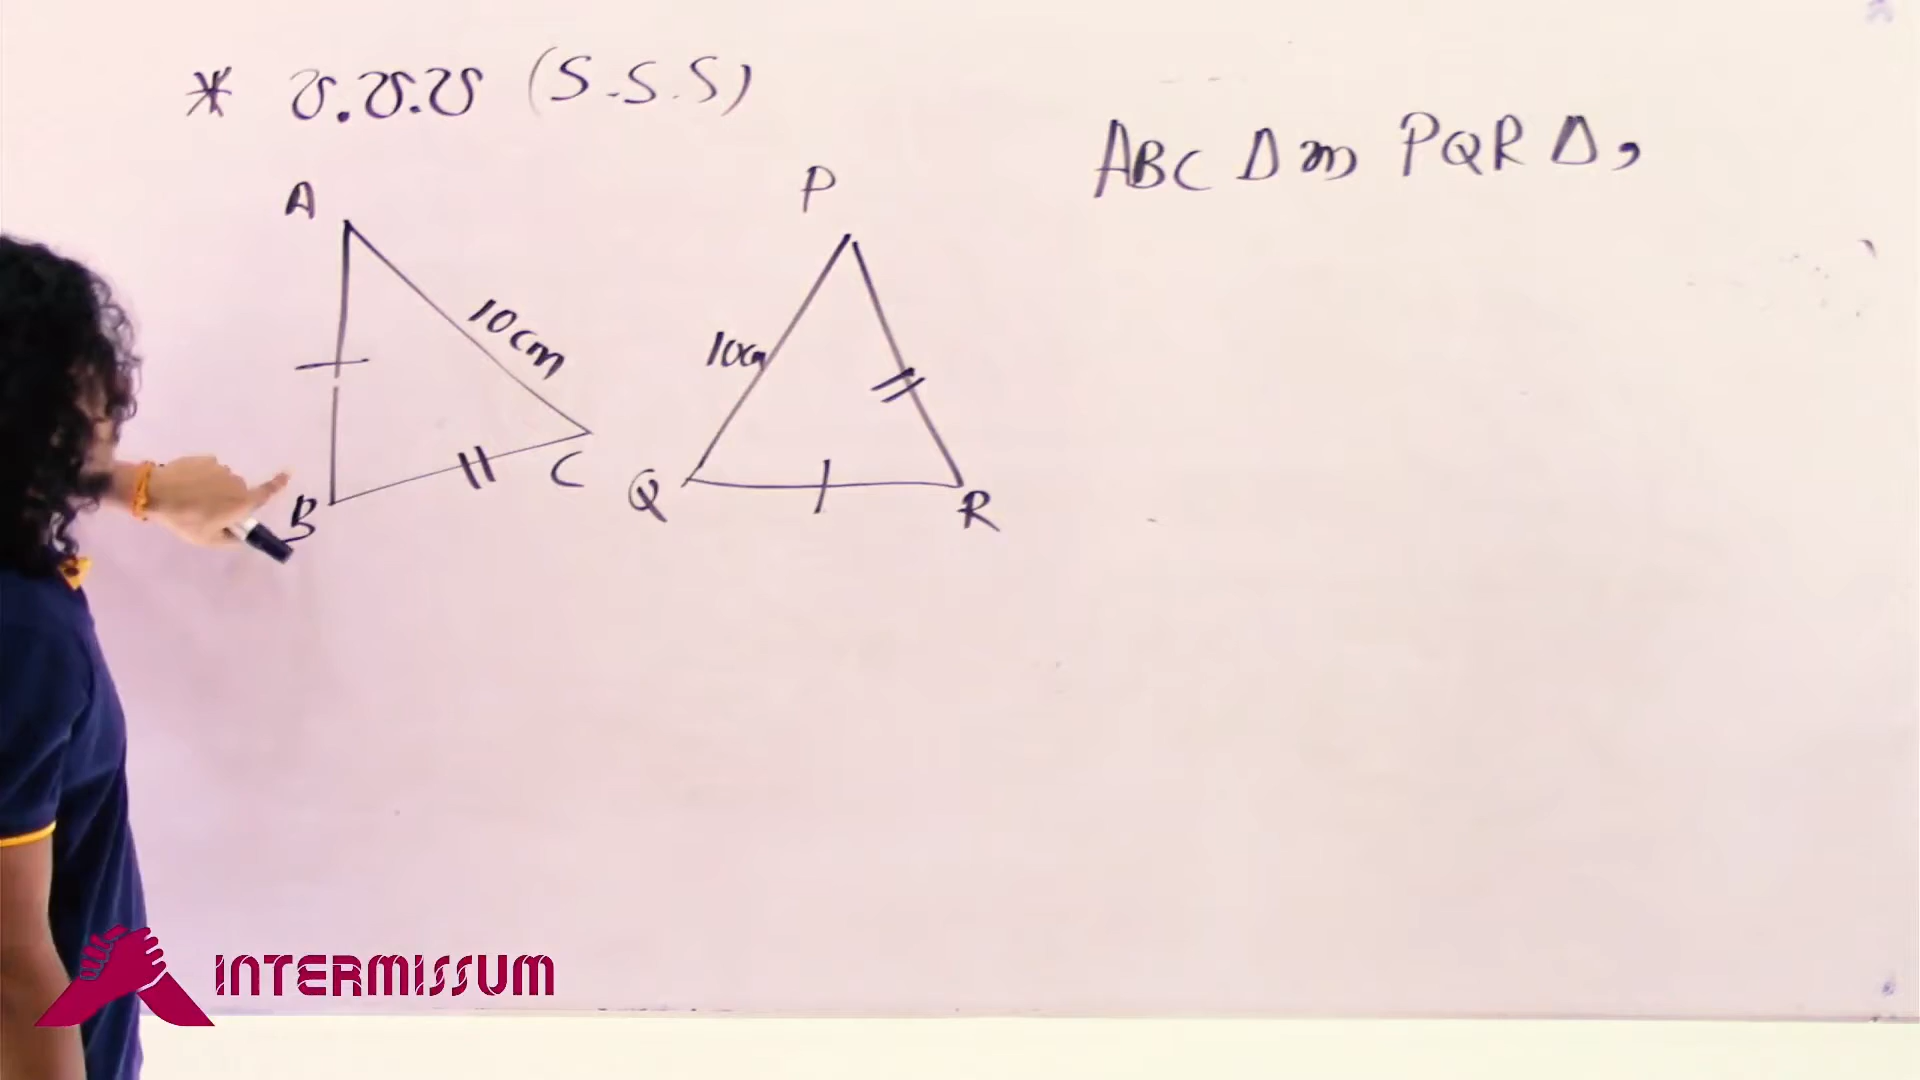 * පා.පා.පා (S.S.S)
ABC Δ හා PQR Δ,
A
P
10cm
10cm
B
C
Q
R
INTERMISSUM